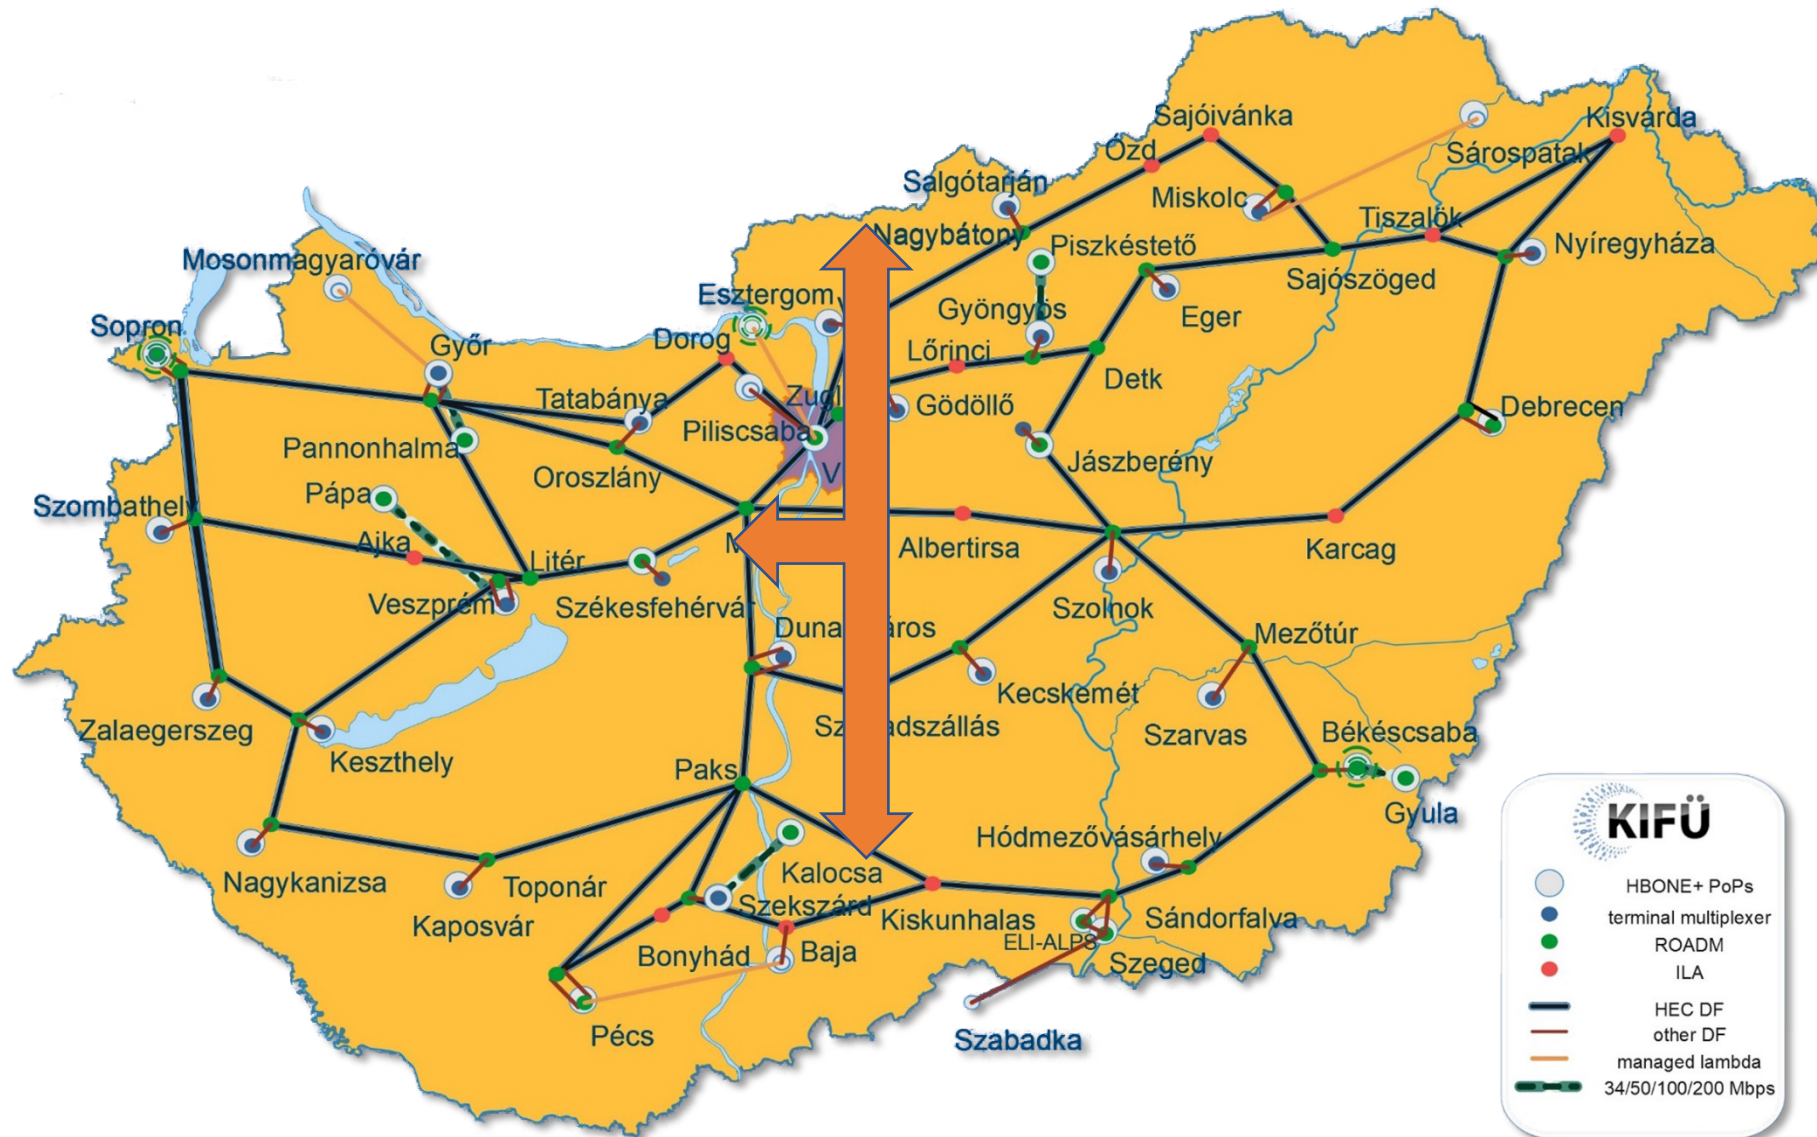 Sajóivánka
Kisvárda
Ózd
Sárospatak
Salgótarján
Miskolc
Tiszalök
Nagybátony
Piszkéstető
Nyíregyháza
Mosonmagyaróvár
Sajószöged
Esztergom
Gyöngyös
Eger
Sopron
Dorog
Győr
Lőrinci
Detk
Tatabánya
Gödöllő
Debrecen
Piliscsaba
Pannonhalma
Jászberény
Oroszlány
Pápa
Szombathely
Ajka
Litér
Albertirsa
Karcag
Veszprém
Székesfehérvár
Szolnok
Mezőtúr
Kecskemét
Zalaegerszeg
Szarvas
Békéscsaba
Keszthely
Paks
Gyula
Hódmezővásárhely
Nagykanizsa
Toponár
Kalocsa
Kaposvár
Szekszárd
Kiskunhalas
Sándorfalva
ELI-ALPS
Bonyhád
Baja
Szeged
Pécs
Szabadka
KIFÜ
HBONE+ PoPs
terminal multiplexer
ROADM
ILA
HEC DF
other DF
managed lambda
34/50/100/200 Mbps